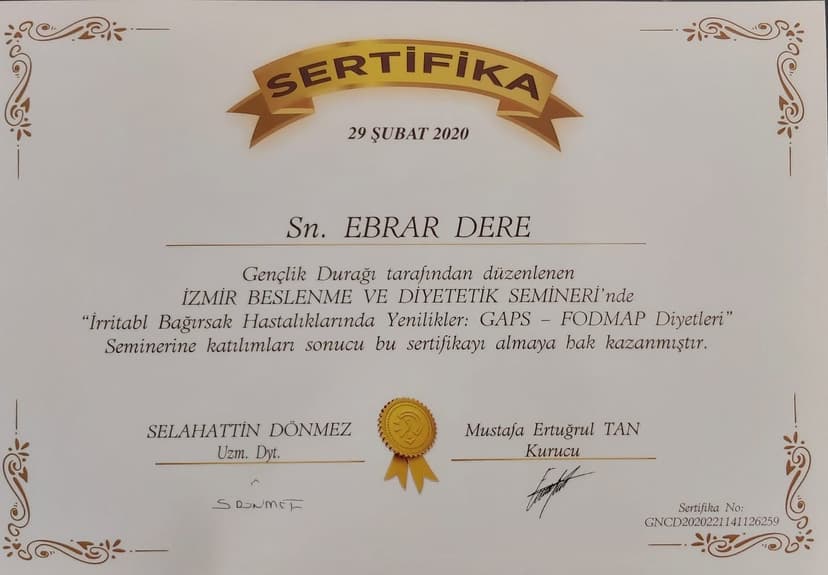 SERTİFİKA
29 ŞUBAT 2020
Sn. EBRAR DERE
Gençlik Durağı tarafından düzenlenen
İZMİR BESLENME VE DİYETETİK SEMİNERİ'nde
“İrritabl Bağırsak Hastalıklarında Yenilikler: GAPS – FODMAP Diyetleri”
Seminerine katılımları sonucu bu sertifikayı almaya hak kazanmıştır.
SELAHATTİN DÖNMEZ
Uzm. Dyt.
Mustafa Ertuğrul TAN
Kurucu
Sertifika No:
GNCD2020221141126259